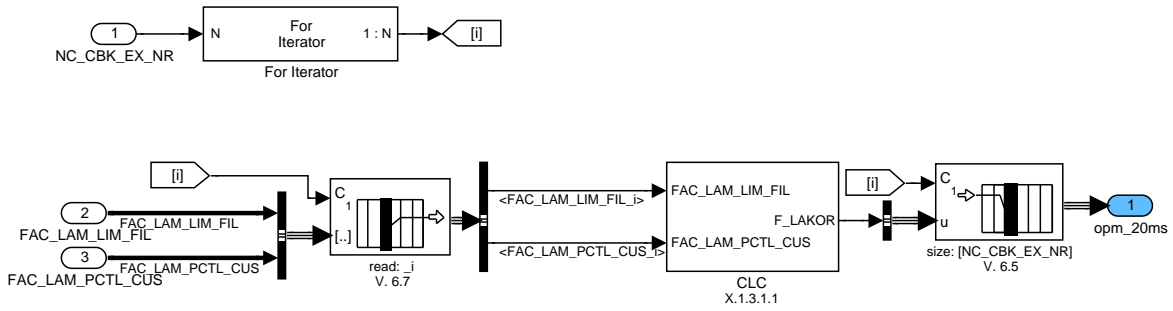 1
NC_CBK_EX_NR
N
For
Iterator
1 : N
For Iterator
[i]
[i]
2
FAC_LAM_LIM_FIL
FAC_LAM_LIM_FIL
3
FAC_LAM_PCTL_CUS
FAC_LAM_PCTL_CUS
C
1
[..]
read: _i
V. 6.7
<FAC_LAM_LIM_FIL_i>
<FAC_LAM_PCTL_CUS_i>
FAC_LAM_LIM_FIL
FAC_LAM_PCTL_CUS
F_LAKOR
CLC
X.1.3.1.1
[i]
C
1
u
size: [NC_CBK_EX_NR]
V. 6.5
1
opm_20ms